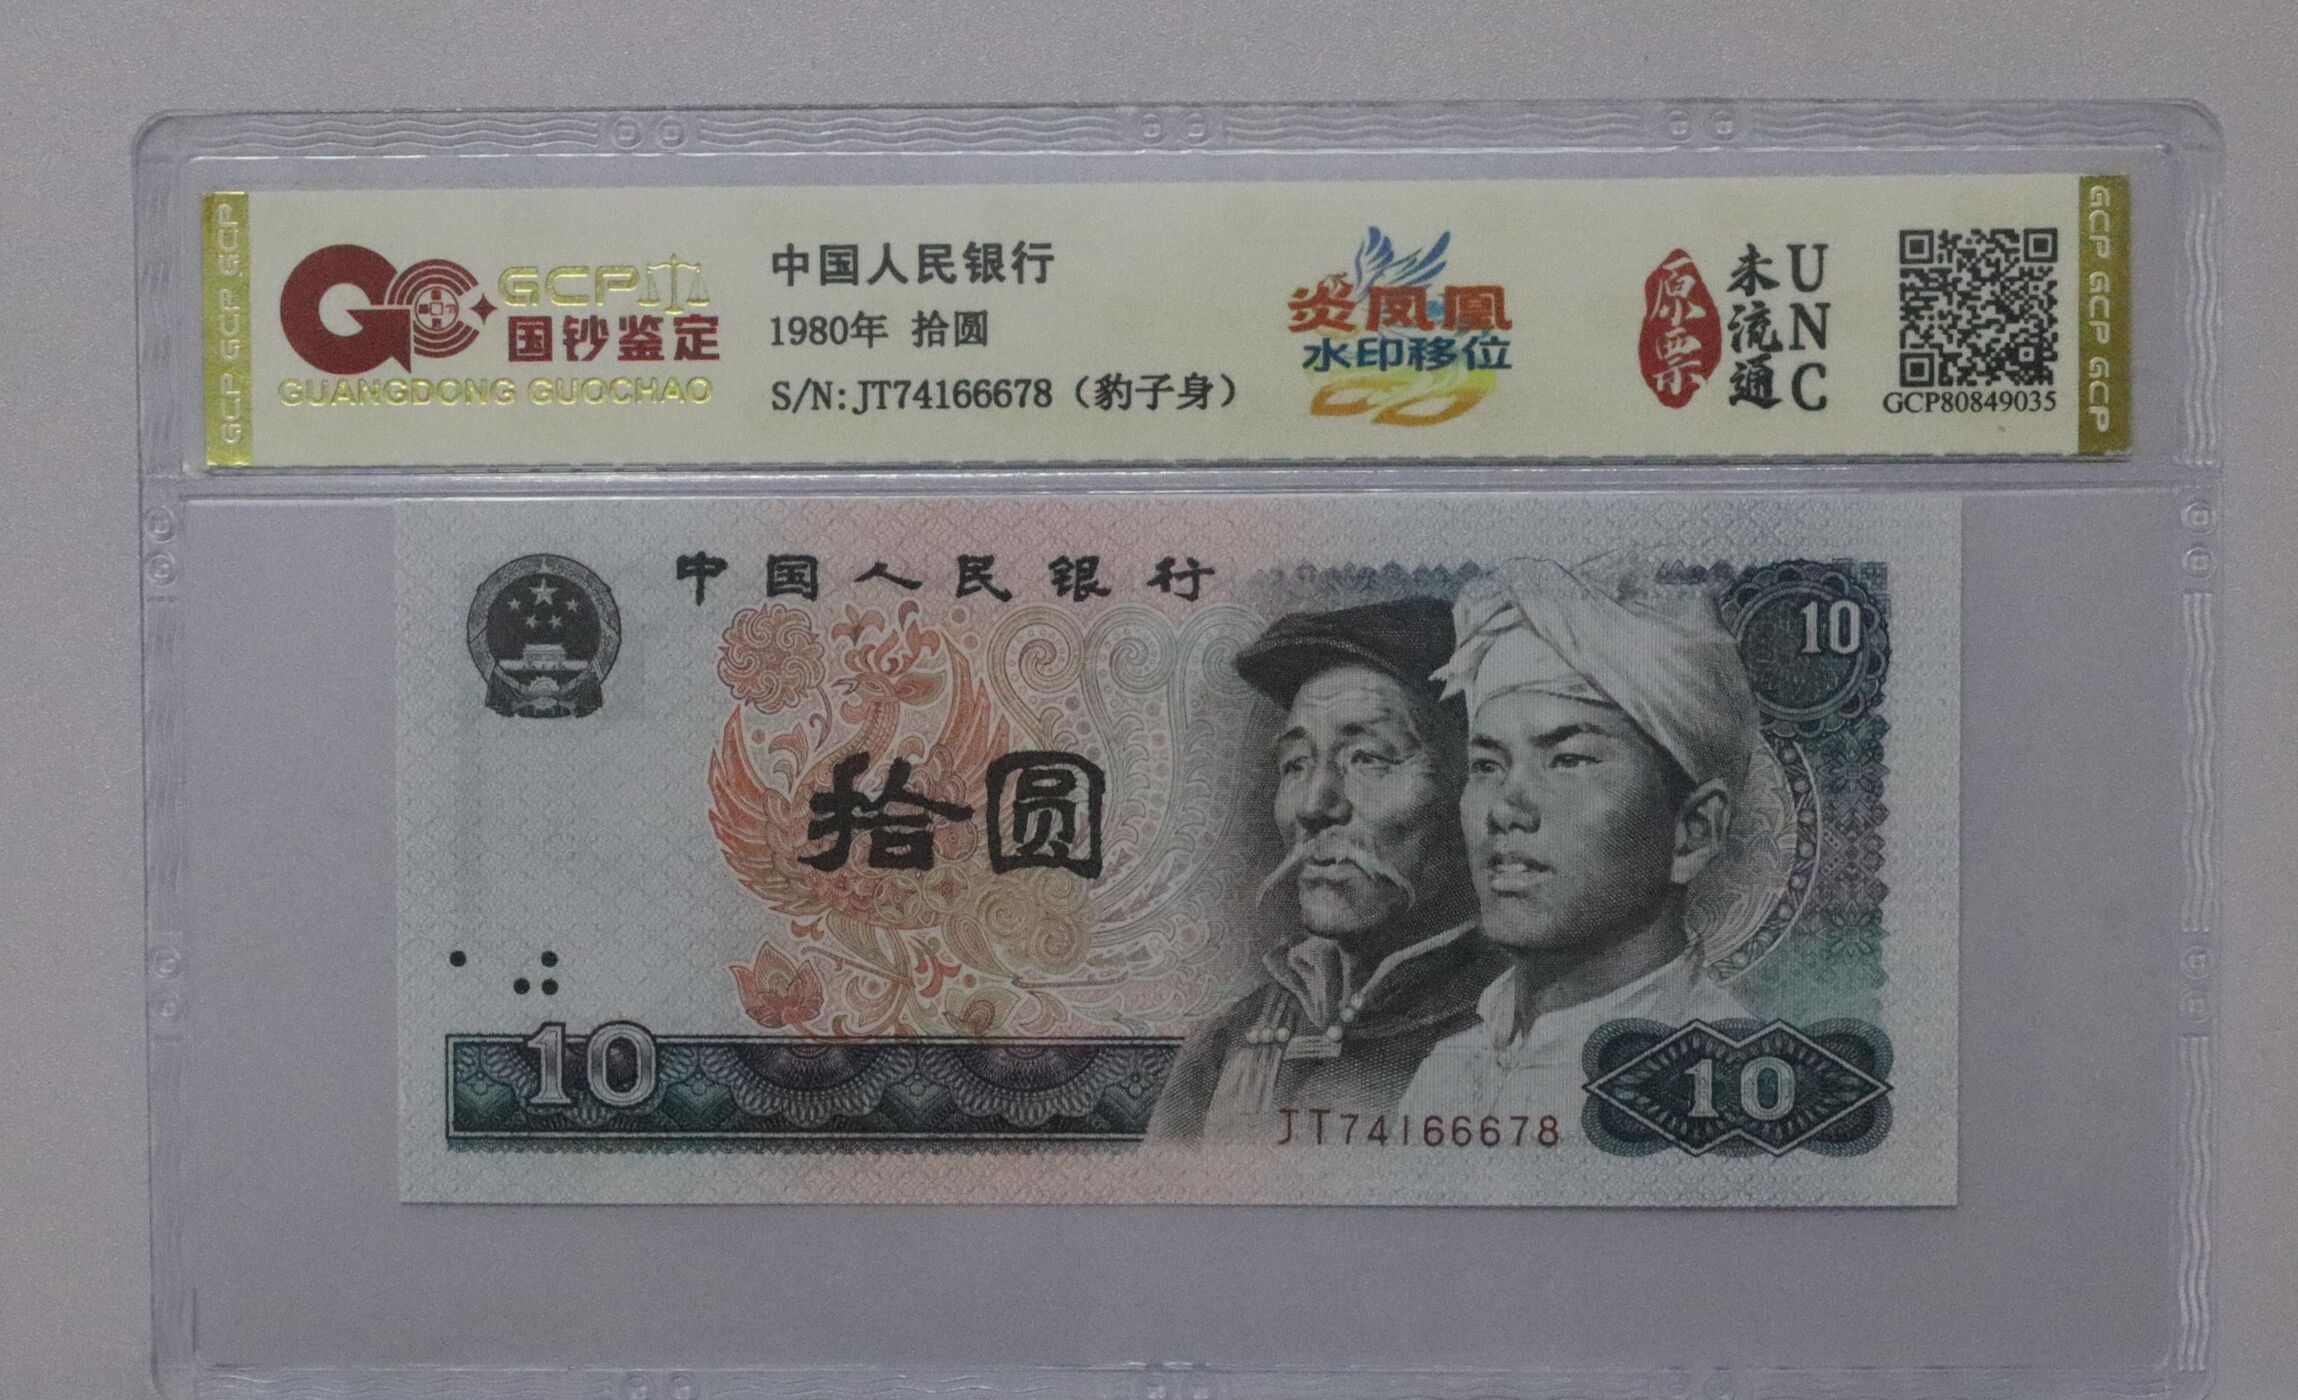 GCP GCP GCP
GCP
国钞鉴定
GUANGDONG GUOCHAO
中国人民银行
1980年 拾圆
S/N:JT74166678（豹子身）
炎凤凰
水印移位
原票
未流通
UNC
GCP80849035
GCP GCP GCP
中国人民银行
10
拾圆
10
JT74166678
10